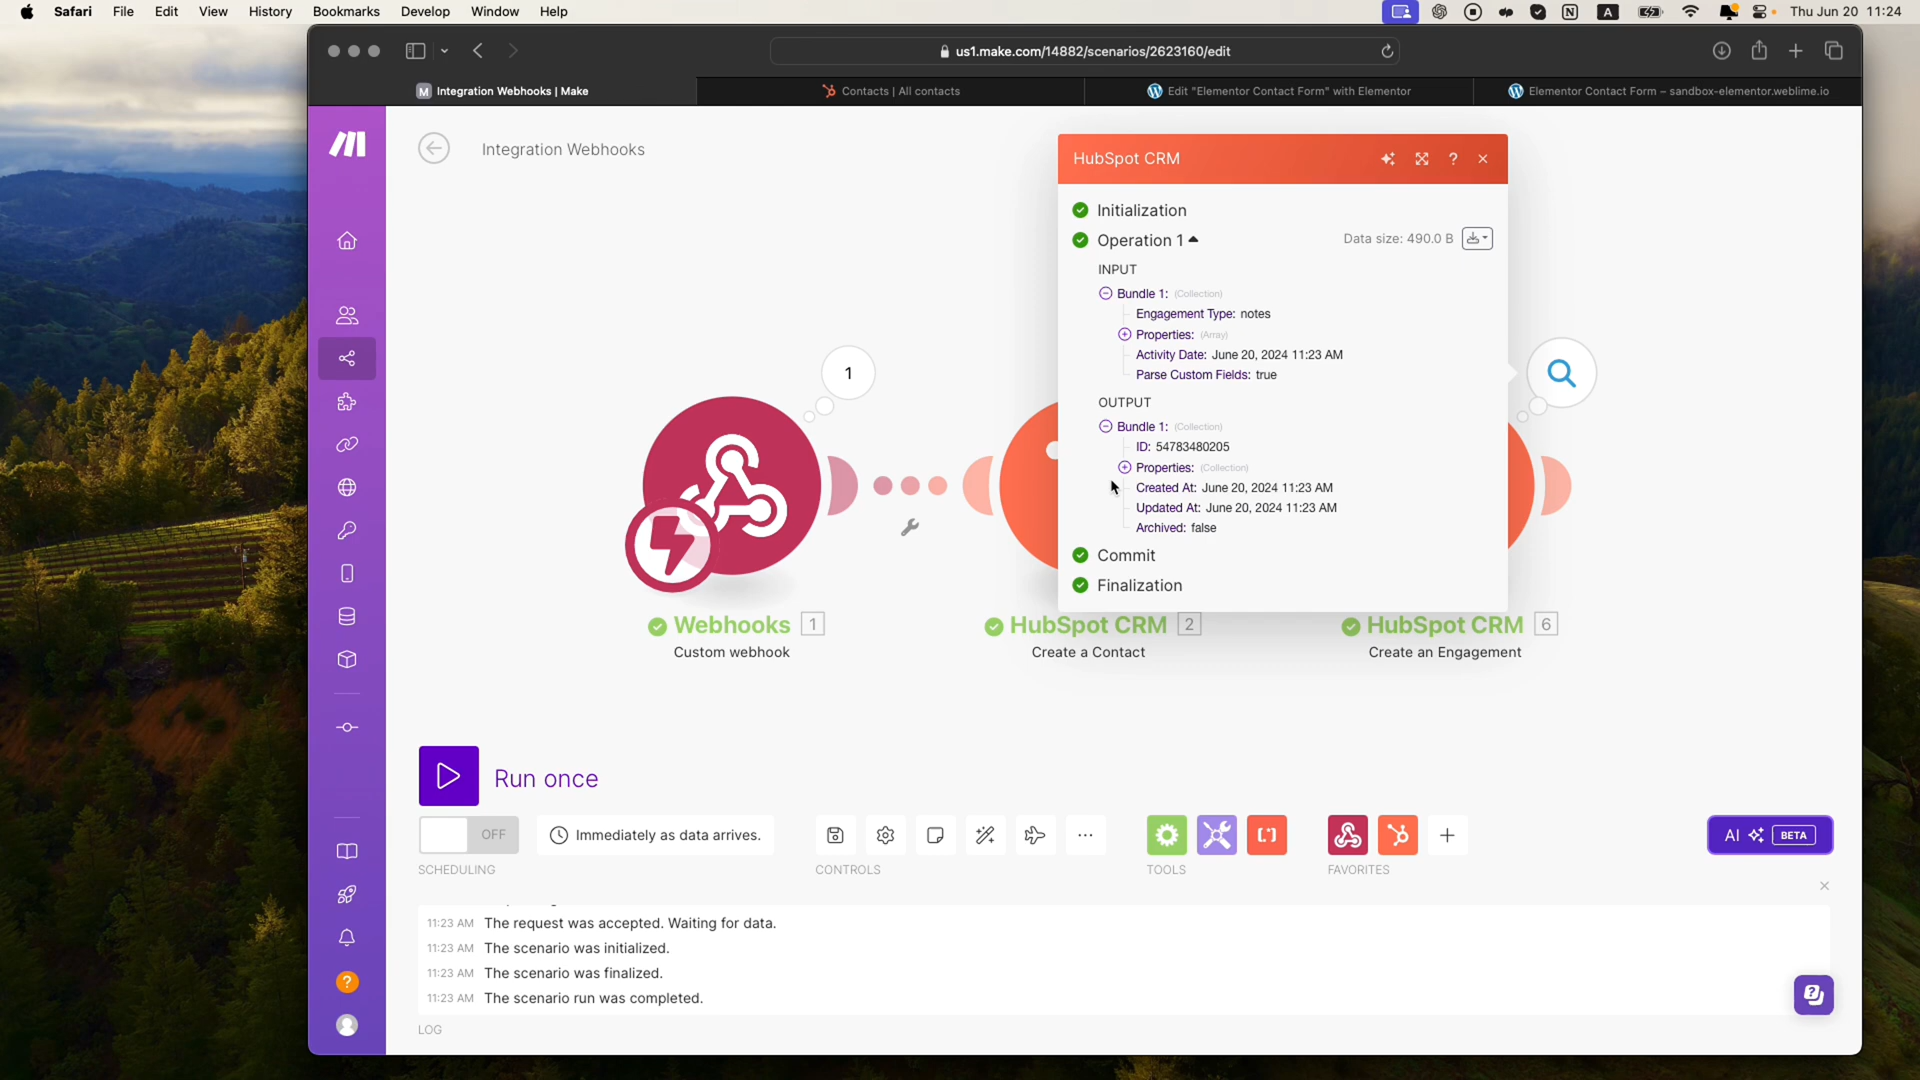 Safari File Edit View History Bookmarks Develop Window Help
A
Thu Jun 20 11:24
us1.make.com/14882/scenarios/2623160/edit
M Integration Webhooks | Make
Contacts | All contacts
Edit "Elementor Contact Form" with Elementor
Elementor Contact Form – sandbox-elementor.weblime.io
Integration Webhooks
HubSpot CRM
?
Initialization
Operation 1
Data size: 490.0 B
INPUT
Bundle 1: (Collection)
Engagement Type: notes
Properties: (Array)
Activity Date: June 20, 2024 11:23 AM
Parse Custom Fields: true
OUTPUT
Bundle 1: (Collection)
ID: 54783480205
Properties: (Collection)
Created At: June 20, 2024 11:23 AM
Updated At: June 20, 2024 11:23 AM
Archived: false
Commit
Finalization
1
Webhooks 1
Custom webhook
HubSpot CRM 2
Create a Contact
HubSpot CRM 6
Create an Engagement
Run once
OFF
Immediately as data arrives.
SCHEDULING
CONTROLS
TOOLS
FAVORITES
AI BETA
11:23 AM The request was accepted. Waiting for data.
11:23 AM The scenario was initialized.
11:23 AM The scenario was finalized.
11:23 AM The scenario run was completed.
LOG
?